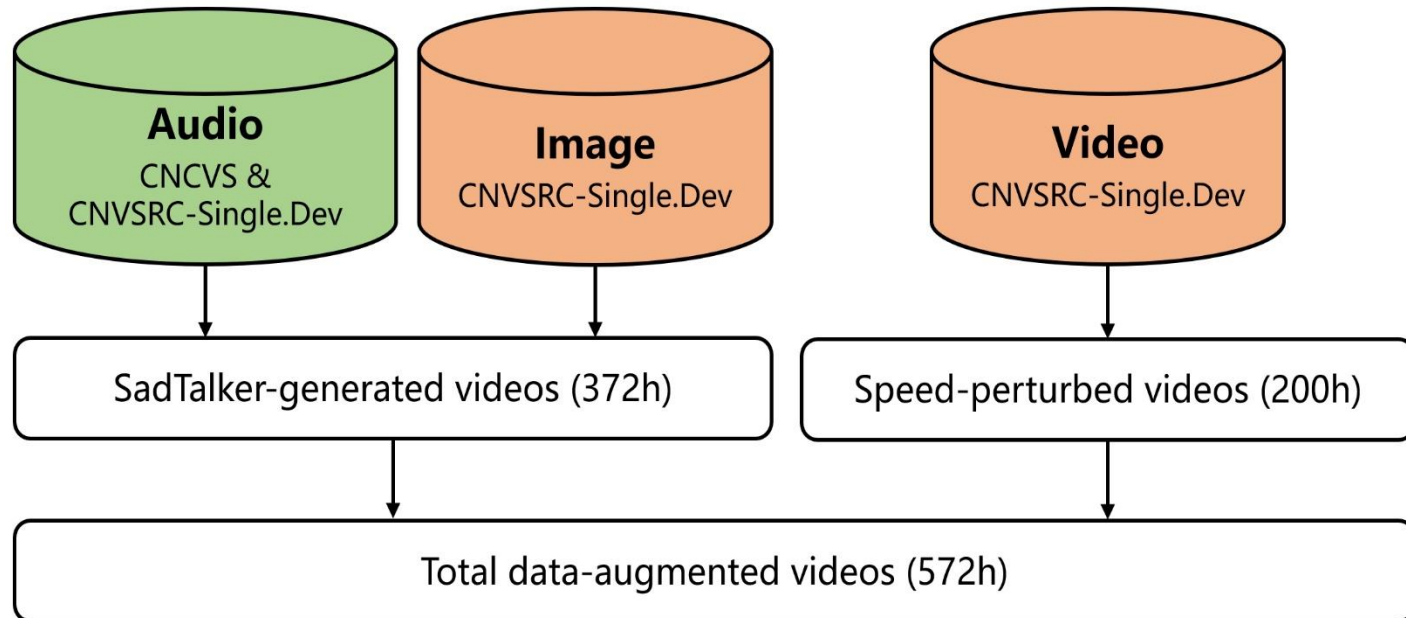 Audio
CNCVS &
CNVSRC-Single.Dev
Image
CNVSRC-Single.Dev
Video
CNVSRC-Single.Dev
SadTalker-generated videos (372h)
Speed-perturbed videos (200h)
Total data-augmented videos (572h)